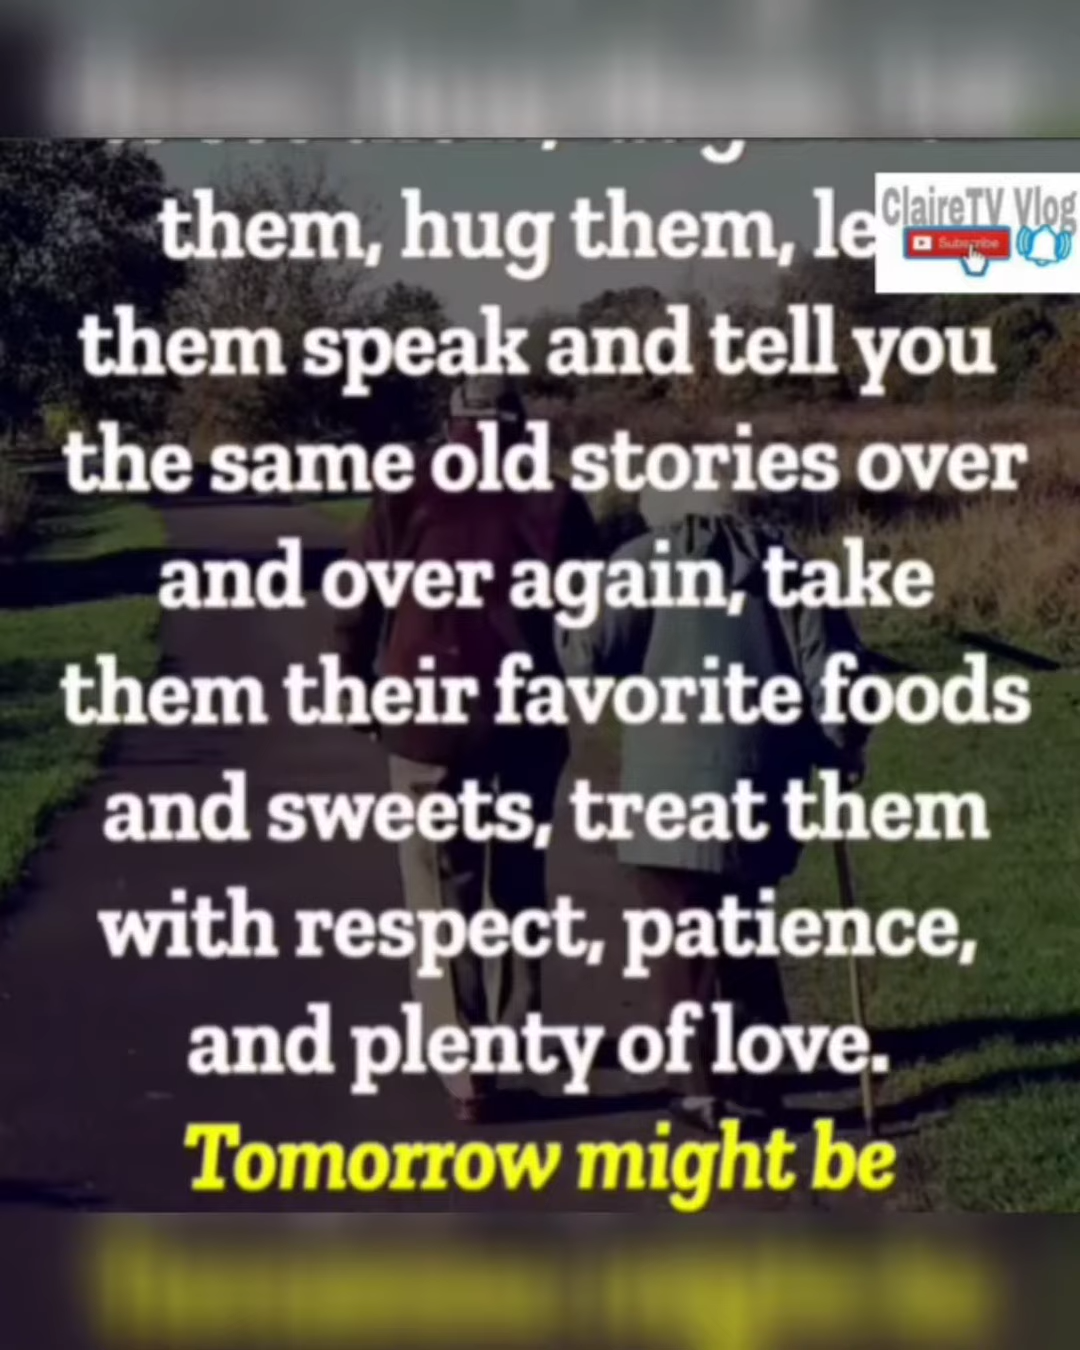 them, hug them, le
ClaireTV Vlog
Subscribe
them speak and tell you
the same old stories over
and over again, take
them their favorite foods
and sweets, treat them
with respect, patience,
and plenty of love.
Tomorrow might be